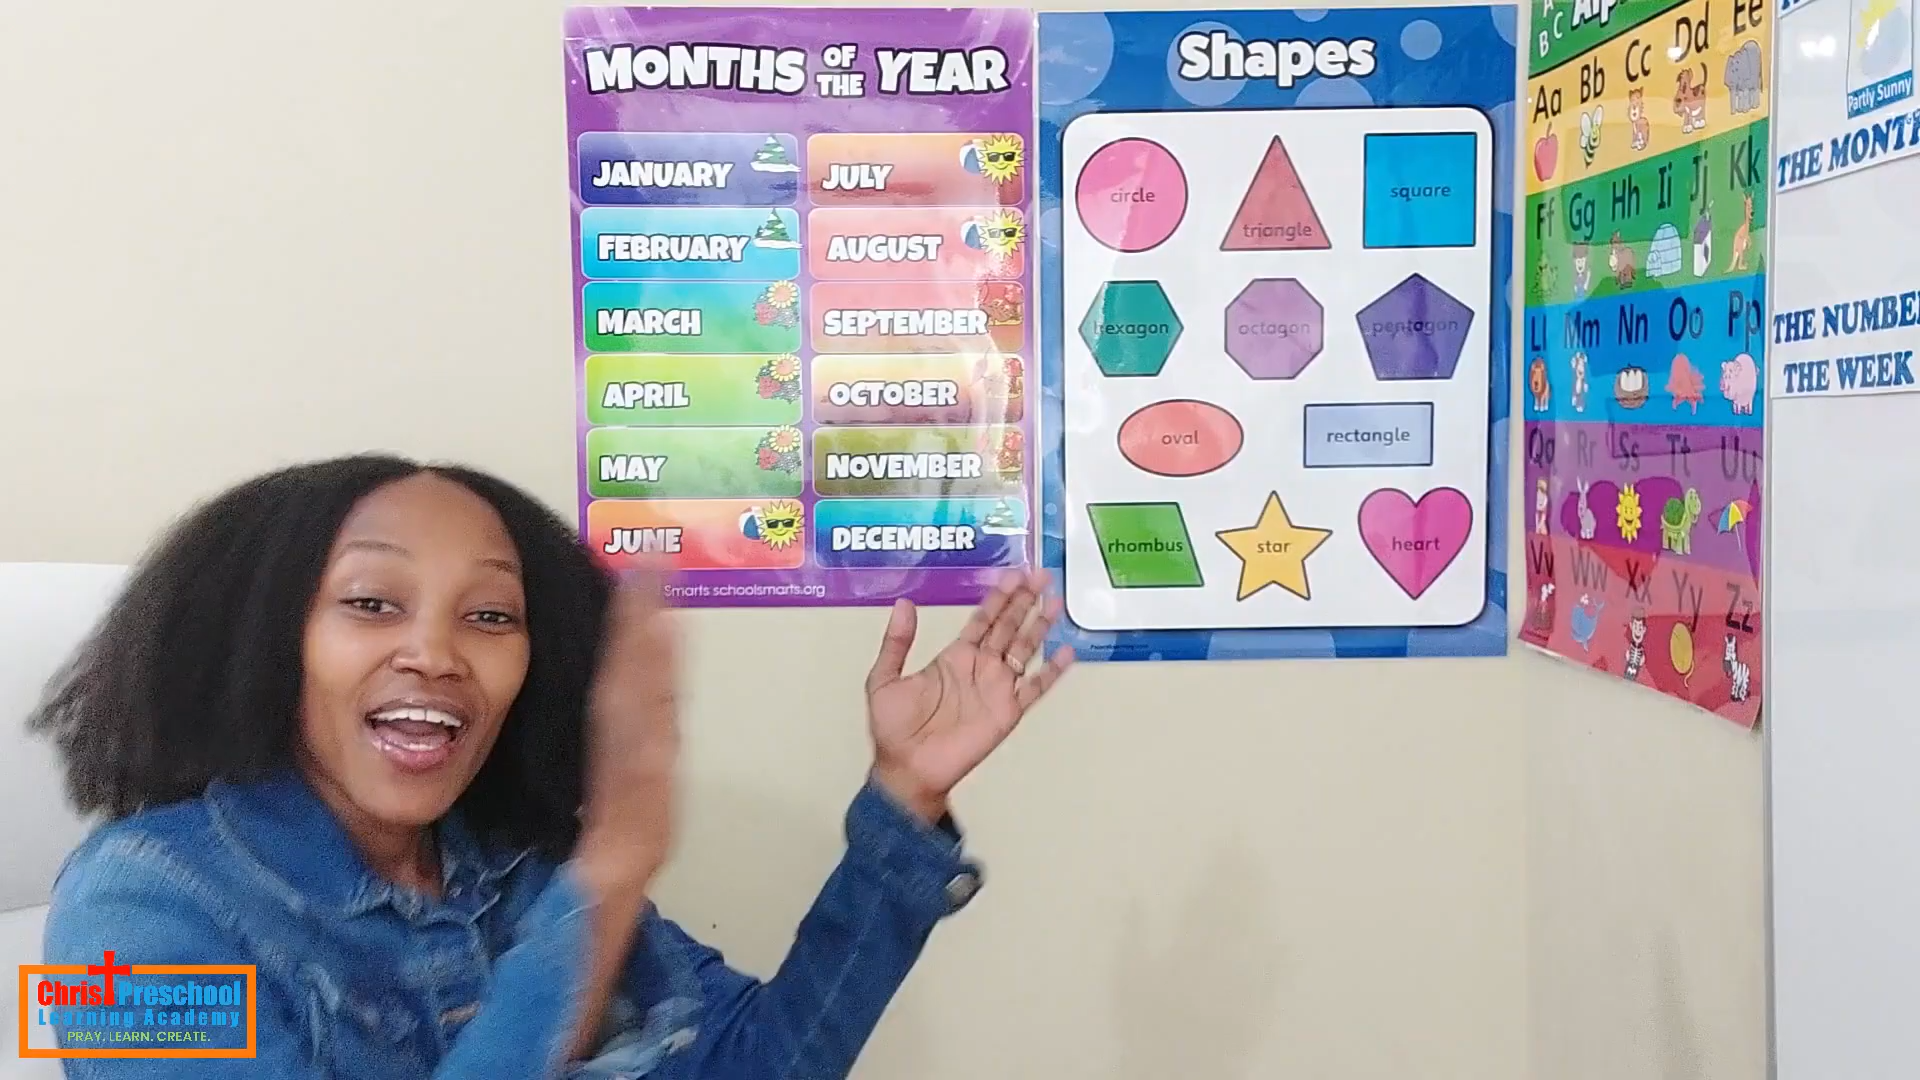 MONTHS OF THE YEAR
JANUARY
FEBRUARY
MARCH
APRIL
MAY
JUNE
JULY
AUGUST
SEPTEMBER
OCTOBER
NOVEMBER
DECEMBER
Smarts schoolsmarts.org
Shapes
circle
triangle
square
hexagon
octagon
pentagon
oval
rectangle
rhombus
star
heart
A
B C
Aa Bb Cc Dd Ee
Ff Gg Hh Ii Jj Kk
Ll Mm Nn Oo Pp
Qq Rr Ss Tt Uu
Vv Ww Xx Yy Zz
Partly Sunny
THE
THE
THE WEEK
Christ Preschool
Learning Academy
PRAY. LEARN. CREATE.